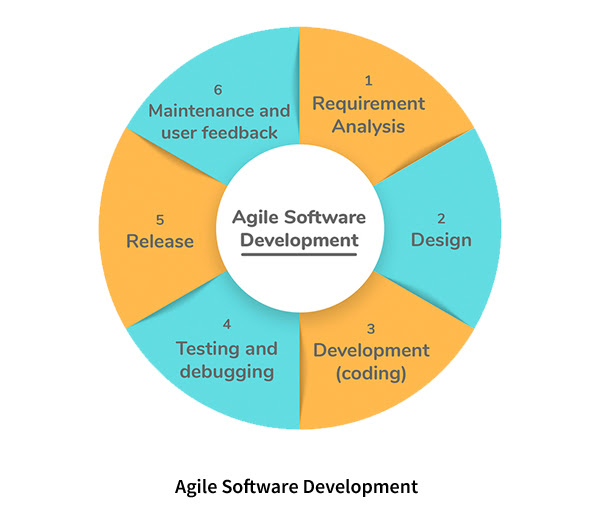 1
Requirement
Analysis
2
Design
3
Development
(coding)
4
Testing and
debugging
5
Release
6
Maintenance and
user feedback
Agile Software
Development
Agile Software Development